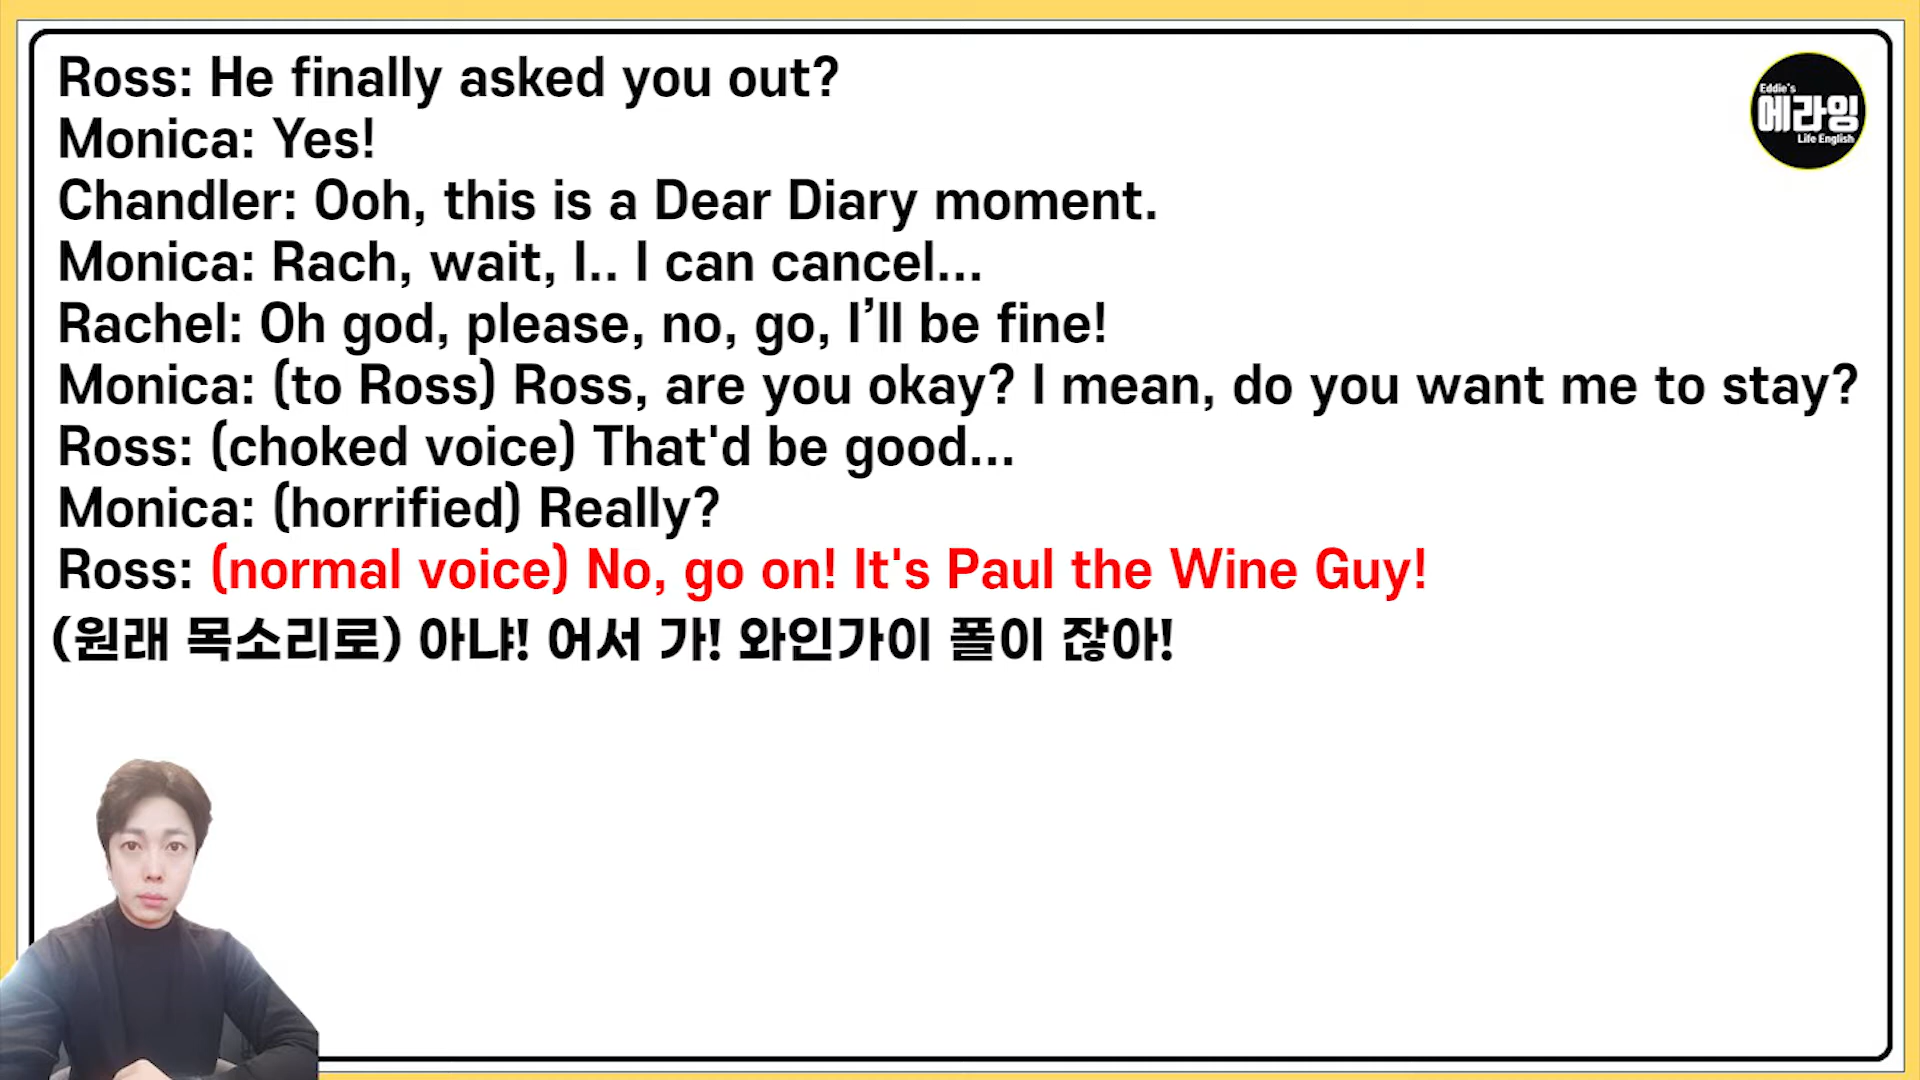 Ross: He finally asked you out?
Monica: Yes!
Chandler: Ooh, this is a Dear Diary moment.
Monica: Rach, wait, I.. I can cancel...
Rachel: Oh god, please, no, go, I’ll be fine!
Monica: (to Ross) Ross, are you okay? I mean, do you want me to stay?
Ross: (choked voice) That'd be good...
Monica: (horrified) Really?
Ross: (normal voice) No, go on! It's Paul the Wine Guy!
(원래 목소리로) 아냐! 어서 가! 와인가이 폴이 잖아!
Eddie's
에라잉
Life English